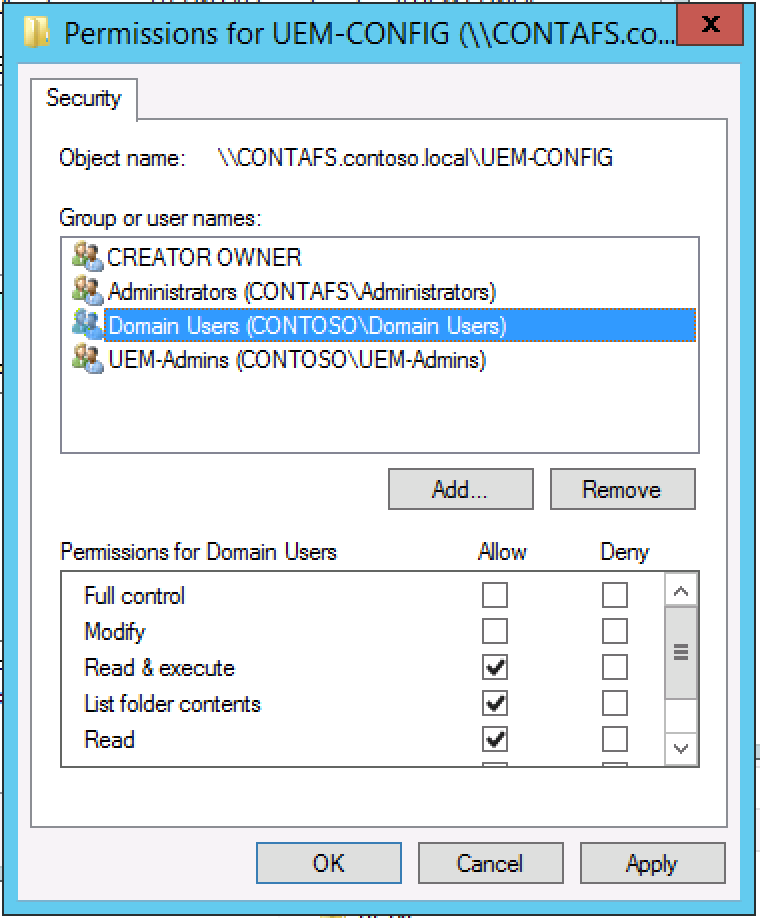 Permissions for UEM-CONFIG (\\CONTAFS.co...
x
Security
Object name: \\CONTAFS.contoso.local\UEM-CONFIG
Group or user names:
CREATOR OWNER
Administrators (CONTAFS\Administrators)
Domain Users (CONTOSO\Domain Users)
UEM-Admins (CONTOSO\UEM-Admins)
Add... Remove
Permissions for Domain Users Allow Deny
Full control
Modify
Read & execute
List folder contents
Read
OK Cancel Apply